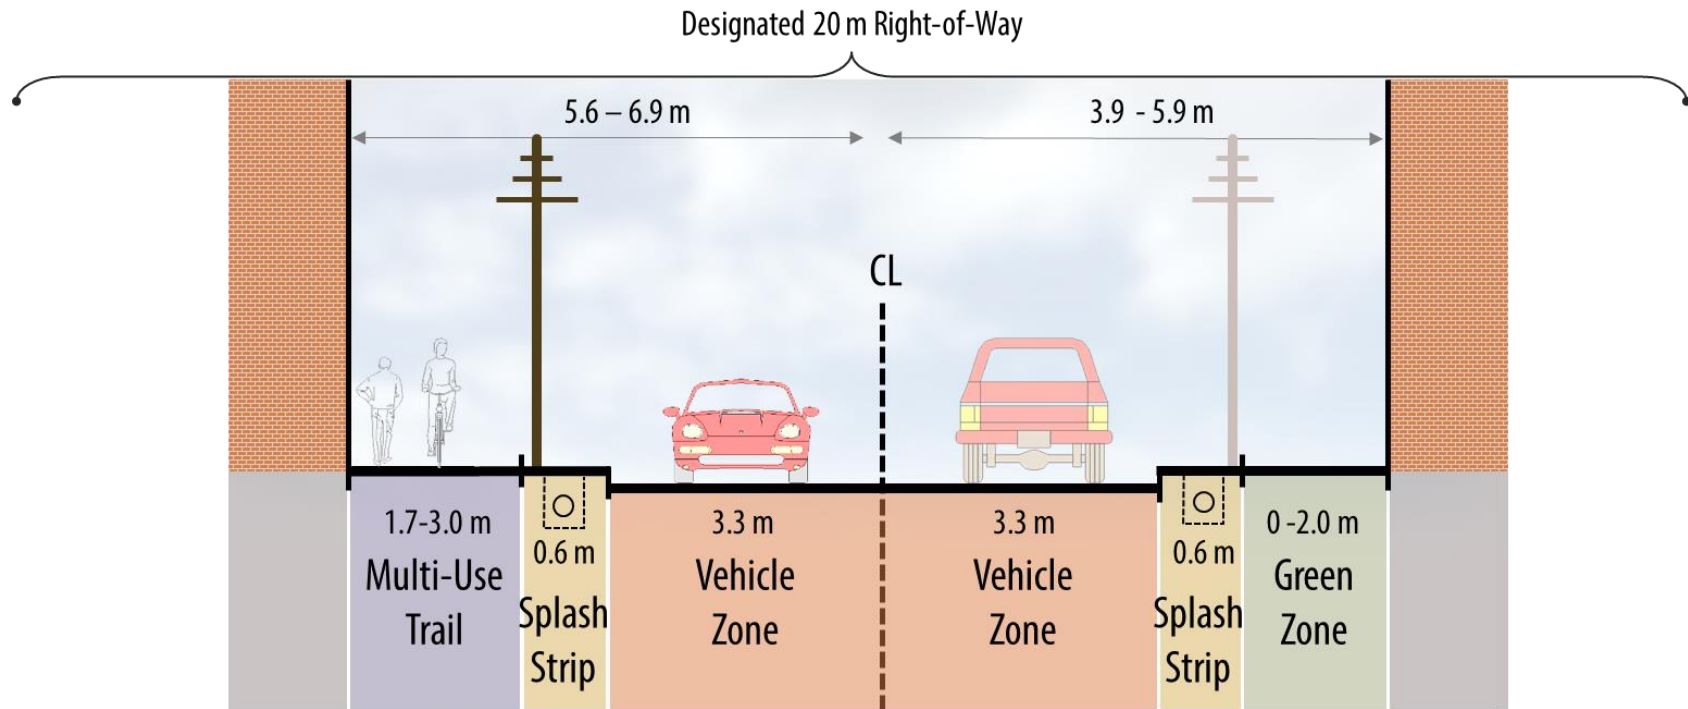 Designated 20 m Right-of-Way
5.6 – 6.9 m
3.9 - 5.9 m
CL
1.7-3.0 m
Multi-Use
Trail
0.6 m
Splash
Strip
3.3 m
Vehicle
Zone
3.3 m
Vehicle
Zone
0.6 m
Splash
Strip
0 -2.0 m
Green
Zone